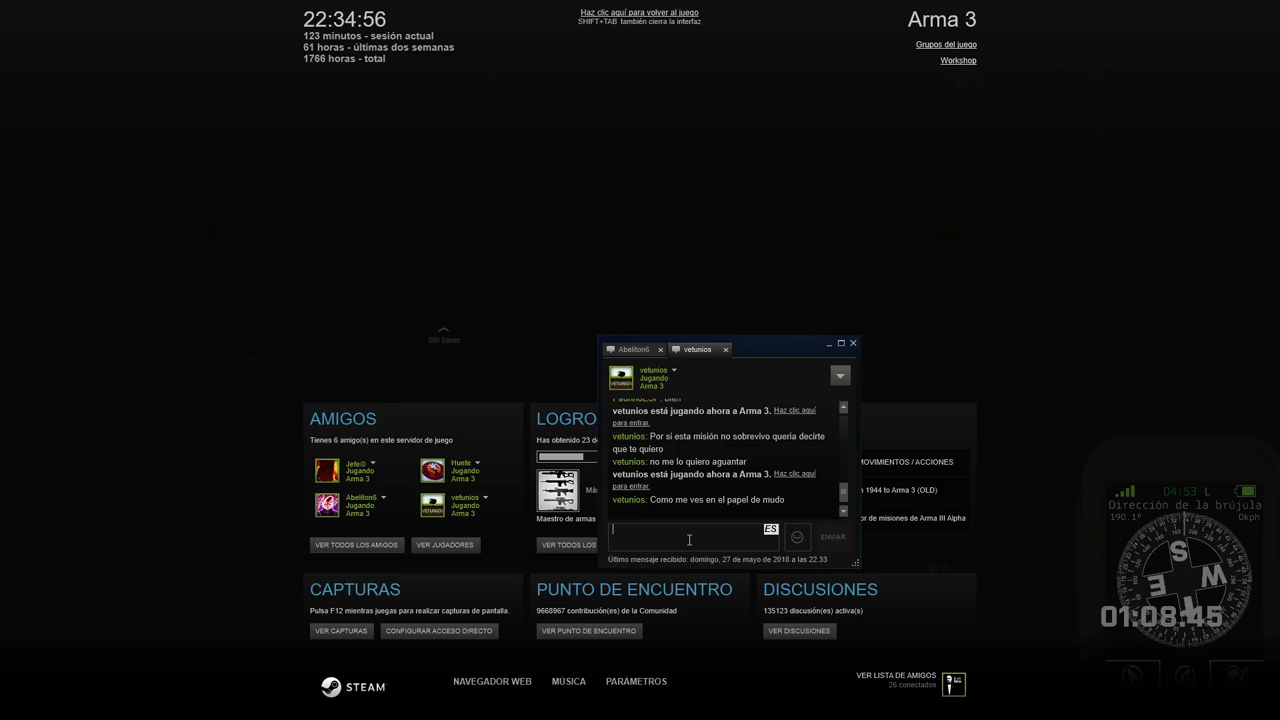 22:34:56
123 minutos - sesión actual
61 horas - últimas dos semanas
1766 horas - total
Haz clic aquí para volver al juego
SHIFT+TAB también cierra la interfaz
Arma 3
Grupos del juego
Workshop
Abeliton6
vetunios
vetunios
Jugando
Arma 3
vetunios está jugando ahora a Arma 3. Haz clic aquí
para entrar.
vetunios: Por si esta misión no sobrevivo queria decirte
que te quiero
vetunios: no me lo quiero aguantar
vetunios está jugando ahora a Arma 3. Haz clic aquí
para entrar.
vetunios: Como me ves en el papel de mudo
ES
ENVIAR
Último mensaje recibido: domingo, 27 de mayo de 2018 a las 22:33
AMIGOS
Tienes 6 amigo(s) en este servidor de juego
Jefe®
Jugando
Arma 3
Huete
Jugando
Arma 3
Abeliton6
Jugando
Arma 3
vetunios
Jugando
Arma 3
VER TODOS LOS AMIGOS
VER JUGADORES
LOGRO
Has obtenido 23 d
Má
Maestro de armas
VER TODOS LOS
MOVIMIENTOS / ACCIONES
n 1944 to Arma 3 (OLD)
or de misiones de Arma III Alpha
CAPTURAS
Pulsa F12 mientras juegas para realizar capturas de pantalla.
VER CAPTURAS
CONFIGURAR ACCESO DIRECTO
PUNTO DE ENCUENTRO
9668967 contribución(es) de la Comunidad
VER PUNTO DE ENCUENTRO
DISCUSIONES
135123 discusión(es) activa(s)
VER DISCUSIONES
04:53 L
Dirección de la brújula
190.1°
0kph
S
E
W
01:08:45
STEAM
NAVEGADOR WEB
MÚSICA
PARÁMETROS
VER LISTA DE AMIGOS
26 conectados